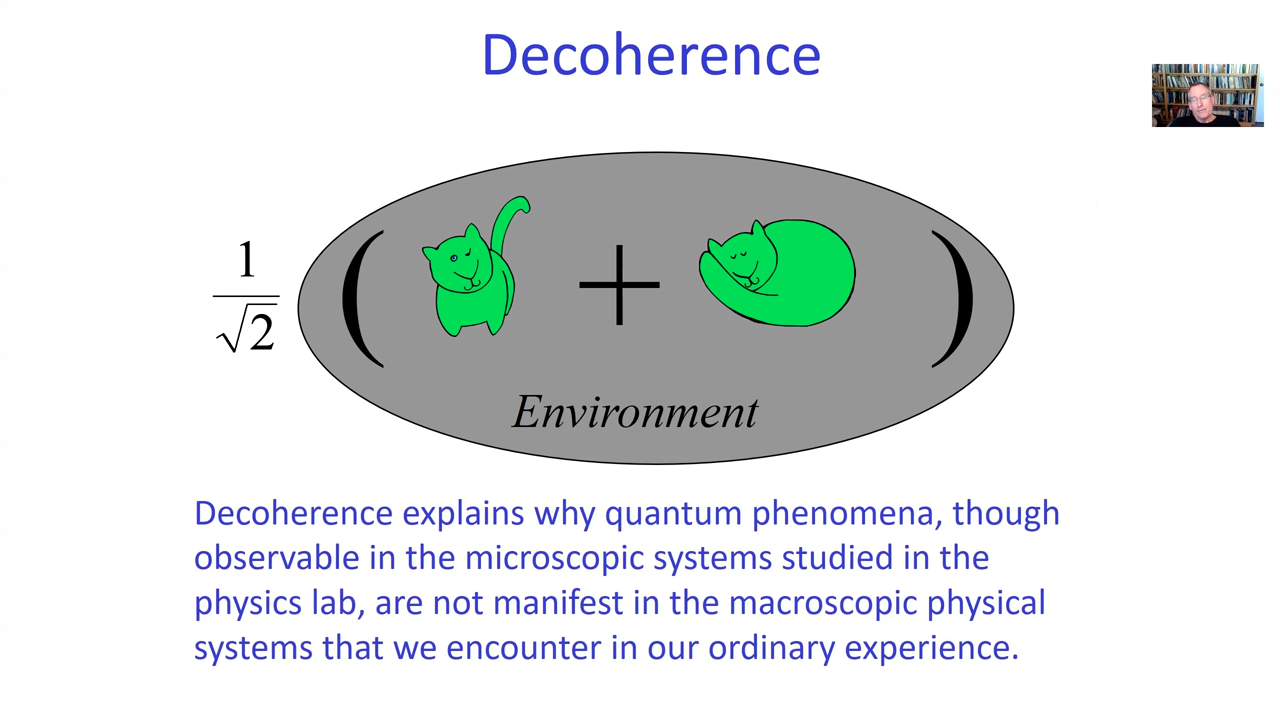 Decoherence
1
√2
( + )
Environment
Decoherence explains why quantum phenomena, though
observable in the microscopic systems studied in the
physics lab, are not manifest in the macroscopic physical
systems that we encounter in our ordinary experience.